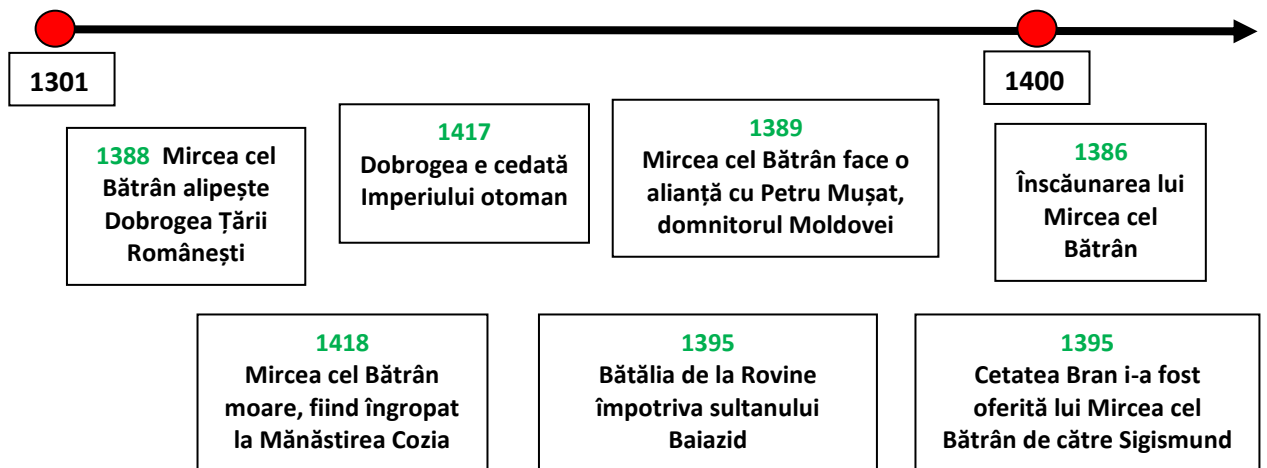 1301
1400
1388 Mircea cel
Bătrân alipește
Dobrogea Țării
Românești
1417
Dobrogea e cedată
Imperiului otoman
1389
Mircea cel Bătrân face o
alianță cu Petru Mușat,
domnitorul Moldovei
1386
Înscăunarea lui
Mircea cel
Bătrân
1418
Mircea cel Bătrân
moare, fiind îngropat
la Mănăstirea Cozia
1395
Bătălia de la Rovine
împotriva sultanului
Baiazid
1395
Cetatea Bran i-a fost
oferită lui Mircea cel
Bătrân de către Sigismund